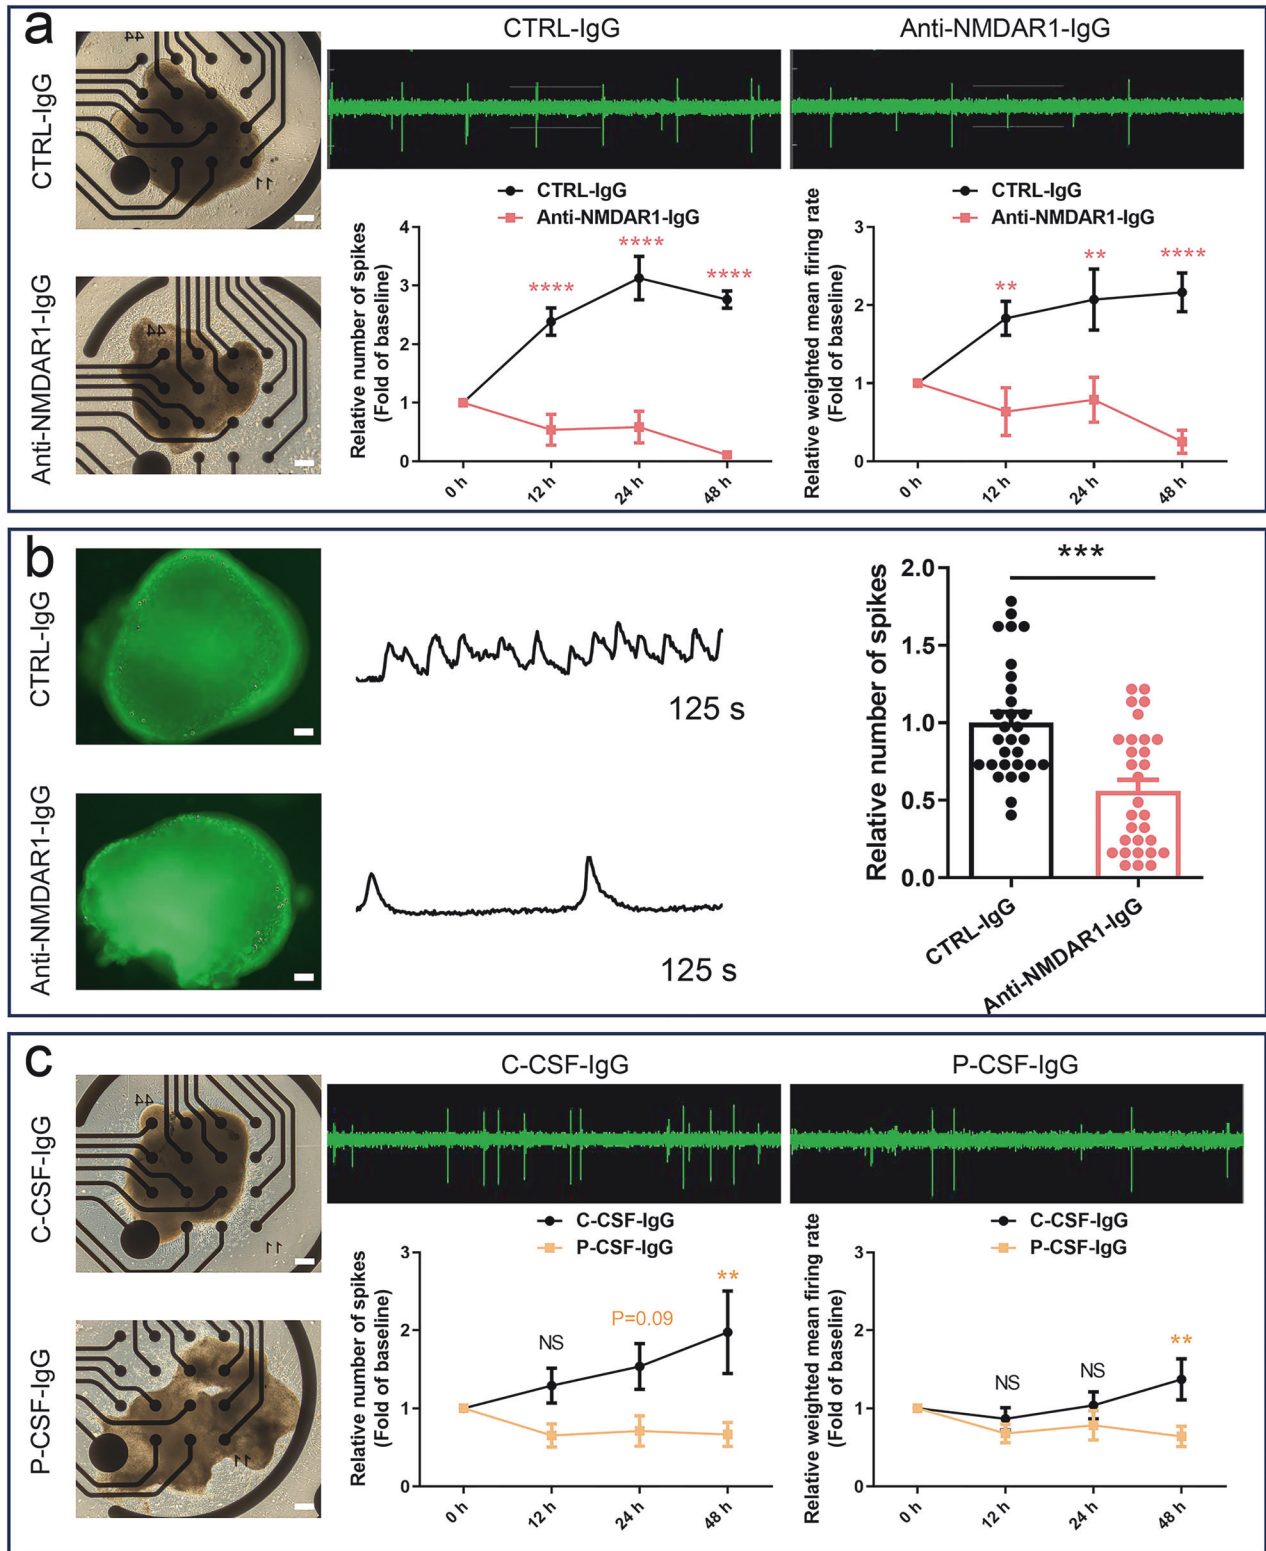 a
CTRL-IgG
Anti-NMDAR1-IgG
CTRL-IgG
44
11
Anti-NMDAR1-IgG
44
CTRL-IgG
Anti-NMDAR1-IgG
Relative number of spikes
(Fold of baseline)
4
3
2
1
0
****
****
****
0 h
12 h
24 h
48 h
CTRL-IgG
Anti-NMDAR1-IgG
Relative weighted mean firing rate
(Fold of baseline)
3
2
1
0
**
**
****
0 h
12 h
24 h
48 h
b
CTRL-IgG
125 s
Anti-NMDAR1-IgG
125 s
Relative number of spikes
2.0
1.5
1.0
0.5
0.0
***
CTRL-IgG
Anti-NMDAR1-IgG
c
C-CSF-IgG
P-CSF-IgG
C-CSF-IgG
44
11
P-CSF-IgG
11
C-CSF-IgG
P-CSF-IgG
Relative number of spikes
(Fold of baseline)
3
2
1
0
NS
P=0.09
**
0 h
12 h
24 h
48 h
C-CSF-IgG
P-CSF-IgG
Relative weighted mean firing rate
(Fold of baseline)
3
2
1
0
NS
NS
**
0 h
12 h
24 h
48 h